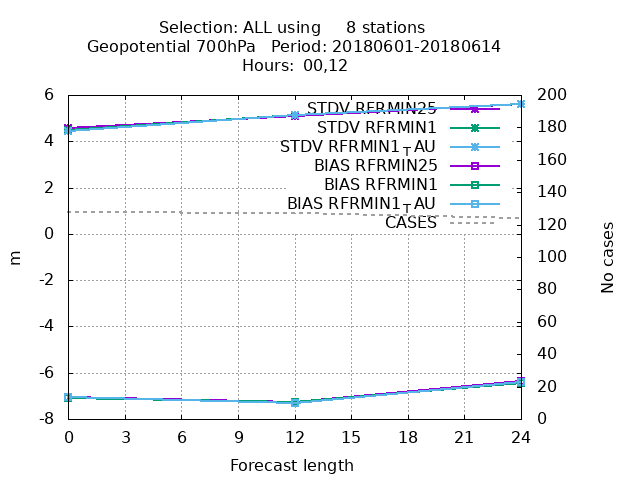 Selection: ALL using     8 stations
Geopotential 700hPa   Period: 20180601-20180614
Hours: 00,12
6
4
2
0
-2
-4
-6
-8
m
STDV RFRMIN25
STDV RFRMIN1
STDV RFRMIN1TAU
BIAS RFRMIN25
BIAS RFRMIN1
BIAS RFRMIN1TAU
CASES
200
180
160
140
120
100
80
60
40
20
0
No cases
0 3 6 9 12 15 18 21 24
Forecast length